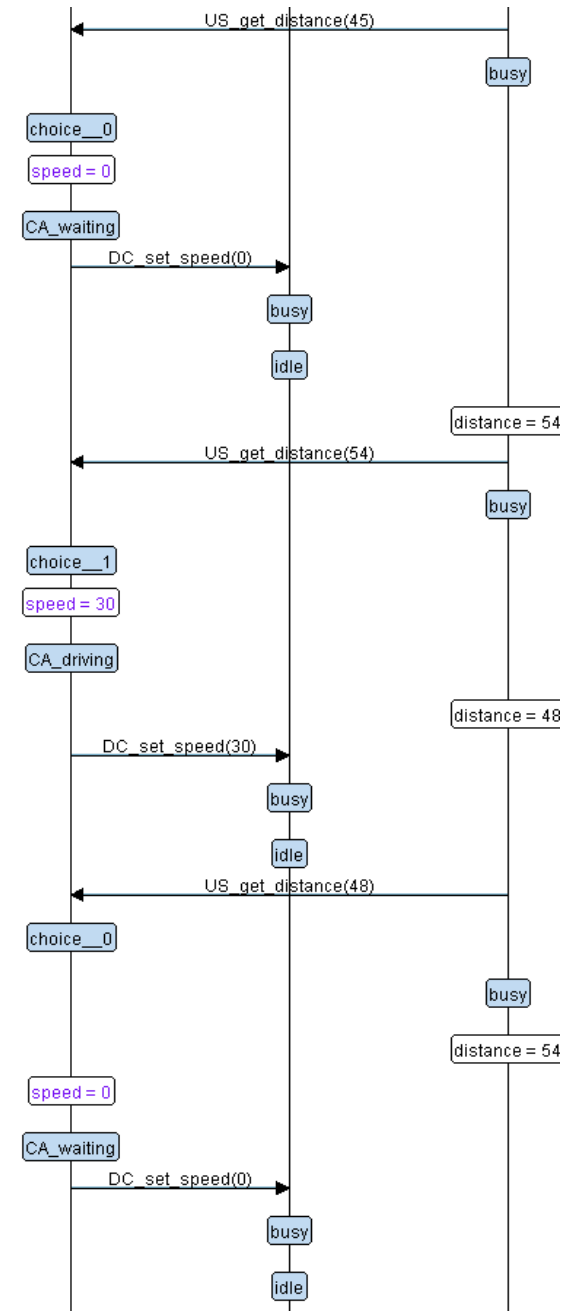 US_get_distance(45)
busy
choice__0
speed = 0
CA_waiting
DC_set_speed(0)
busy
idle
distance = 54
US_get_distance(54)
busy
choice__1
speed = 30
CA_driving
distance = 48
DC_set_speed(30)
busy
idle
US_get_distance(48)
choice__0
busy
distance = 54
speed = 0
CA_waiting
DC_set_speed(0)
busy
idle